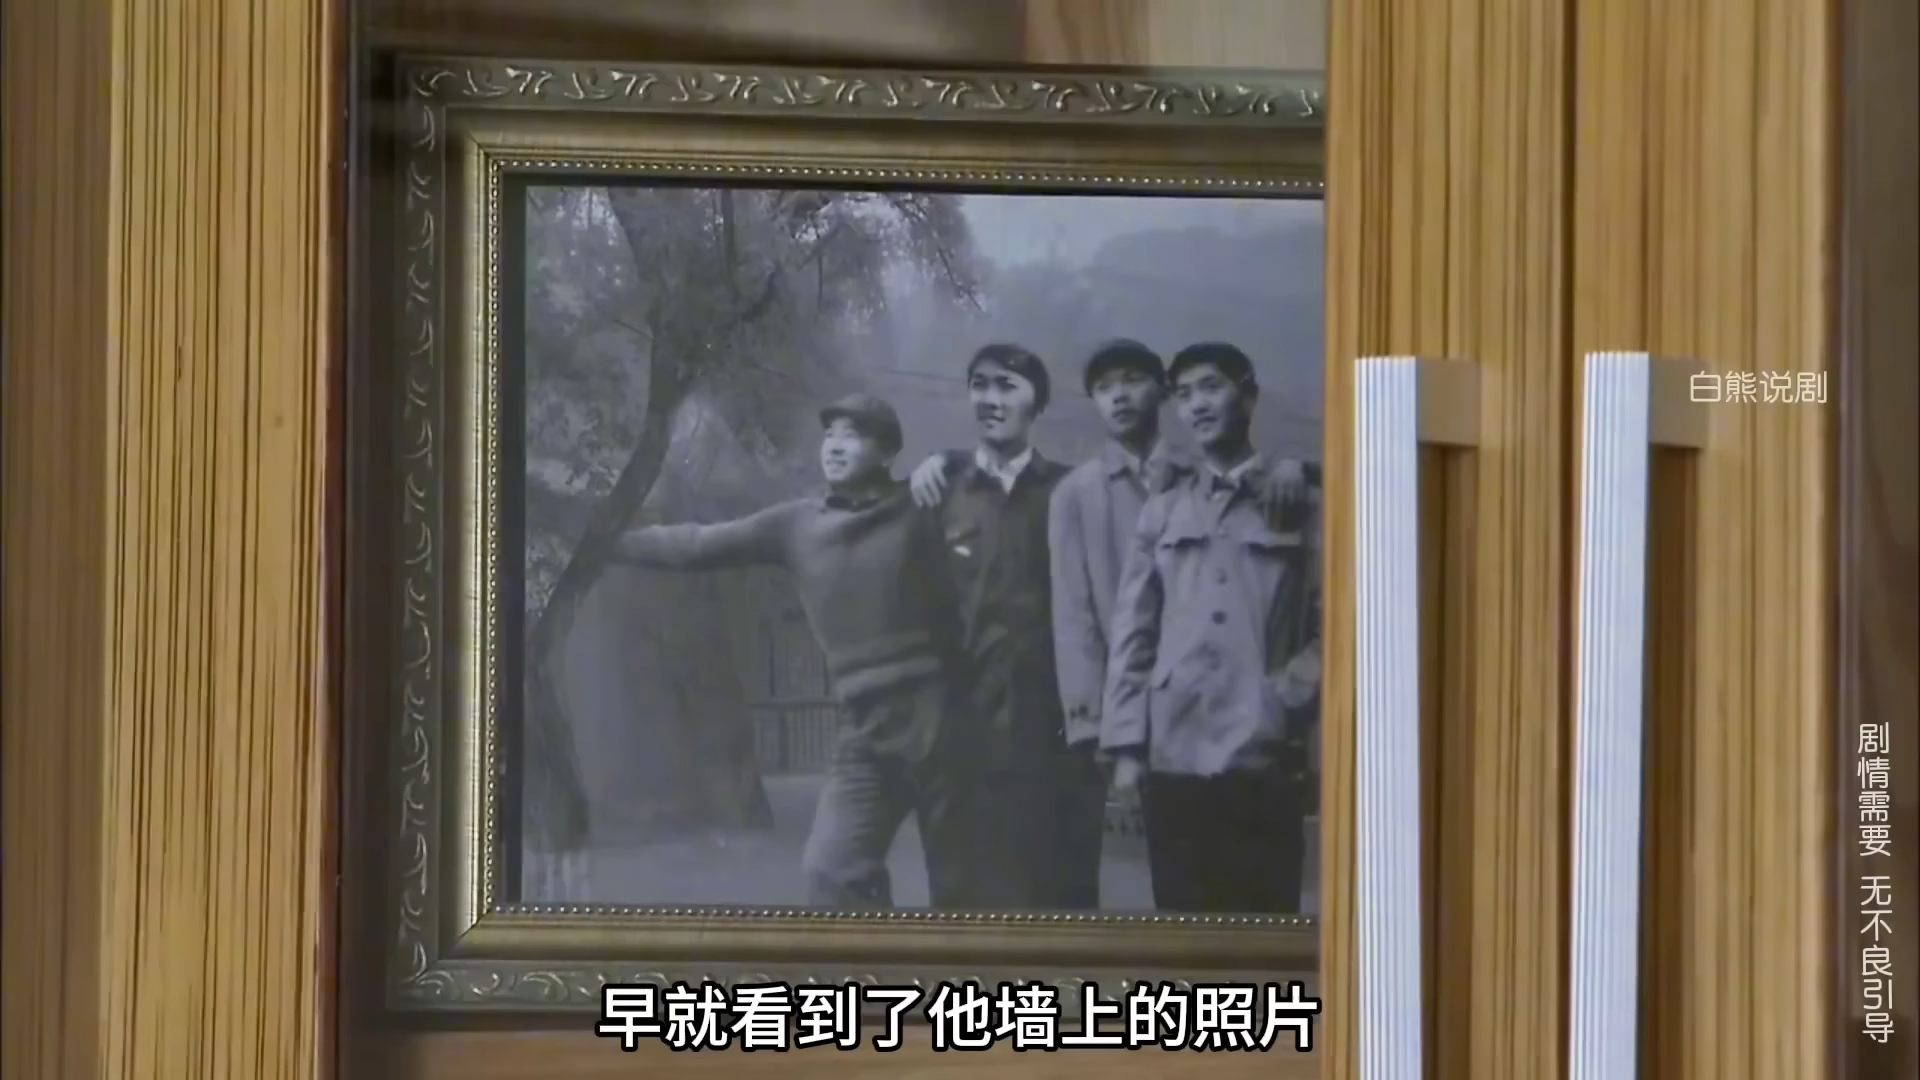 白熊说剧
剧情需要 无不良引导
早就看到了他墙上的照片